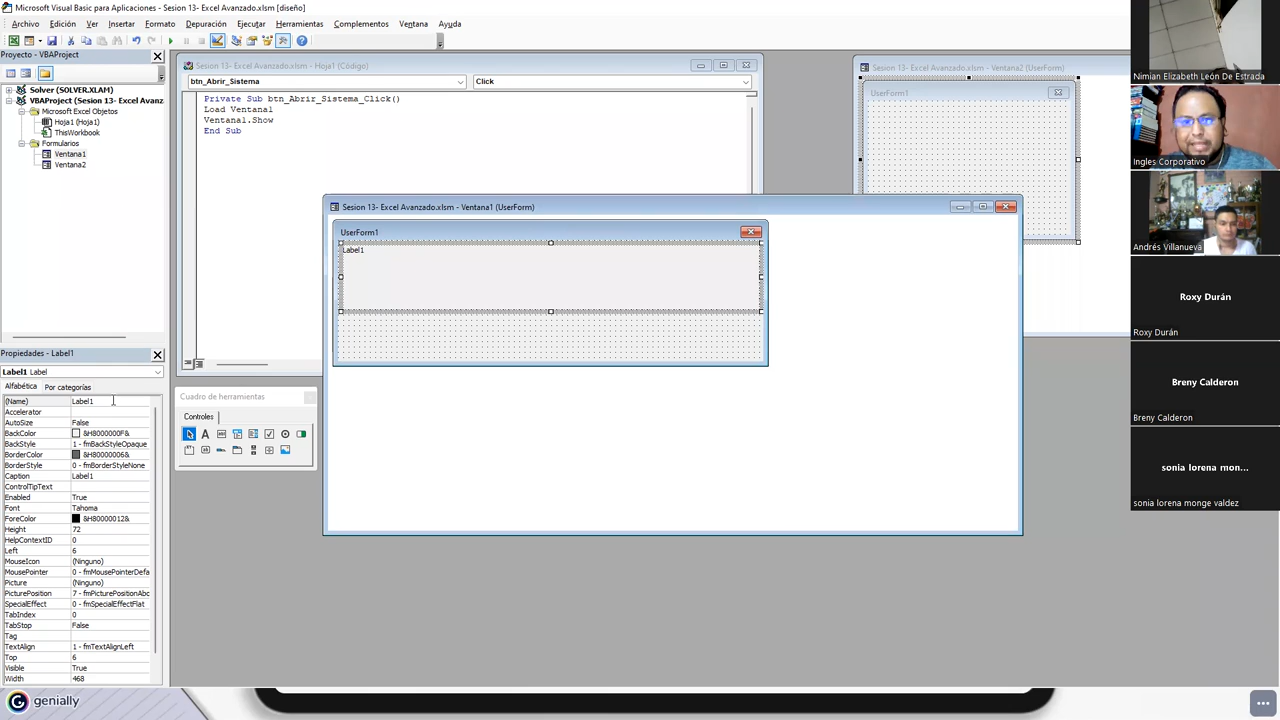 Microsoft Visual Basic para Aplicaciones - Sesion 13- Excel Avanzado.xlsm [diseño]
Archivo Edición Ver Insertar Formato Depuración Ejecutar Herramientas Complementos Ventana Ayuda
Proyecto - VBAProject
Solver (SOLVER.XLAM)
VBAProject (Sesion 13- Excel Avanz
Microsoft Excel Objetos
Hoja1 (Hoja1)
ThisWorkbook
Formularios
Ventana1
Ventana2
Sesion 13- Excel Avanzado.xlsm - Hoja1 (Código)
btn_Abrir_Sistema Click
Private Sub btn_Abrir_Sistema_Click()
Load Ventana1
Ventana1.Show
End Sub
Sesion 13- Excel Avanzado.xlsm - Ventana2 (UserForm)
UserForm1
Sesion 13- Excel Avanzado.xlsm - Ventana1 (UserForm)
UserForm1
Label1
Propiedades - Label1
Label1 Label
Alfabética Por categorías
(Name) Label1
Accelerator
AutoSize False
BackColor &H8000000F&
BackStyle 1 - fmBackStyleOpaque
BorderColor &H80000006&
BorderStyle 0 - fmBorderStyleNone
Caption Label1
ControlTipText
Enabled True
Font Tahoma
ForeColor &H80000012&
Height 72
HelpContextID 0
Left 6
MouseIcon (Ninguno)
MousePointer 0 - fmMousePointerDefa
Picture (Ninguno)
PicturePosition 7 - fmPicturePositionAbo
SpecialEffect 0 - fmSpecialEffectFlat
TabIndex 0
TabStop False
Tag
TextAlign 1 - fmTextAlignLeft
Top 6
Visible True
Width 468
Cuadro de herramientas
Controles
Nimian Elizabeth León De Estrada
Ingles Corporativo
Andrés Villanueva
Roxy Durán
Roxy Durán
Breny Calderon
Breny Calderon
sonia lorena mon...
sonia lorena monge valdez
genially